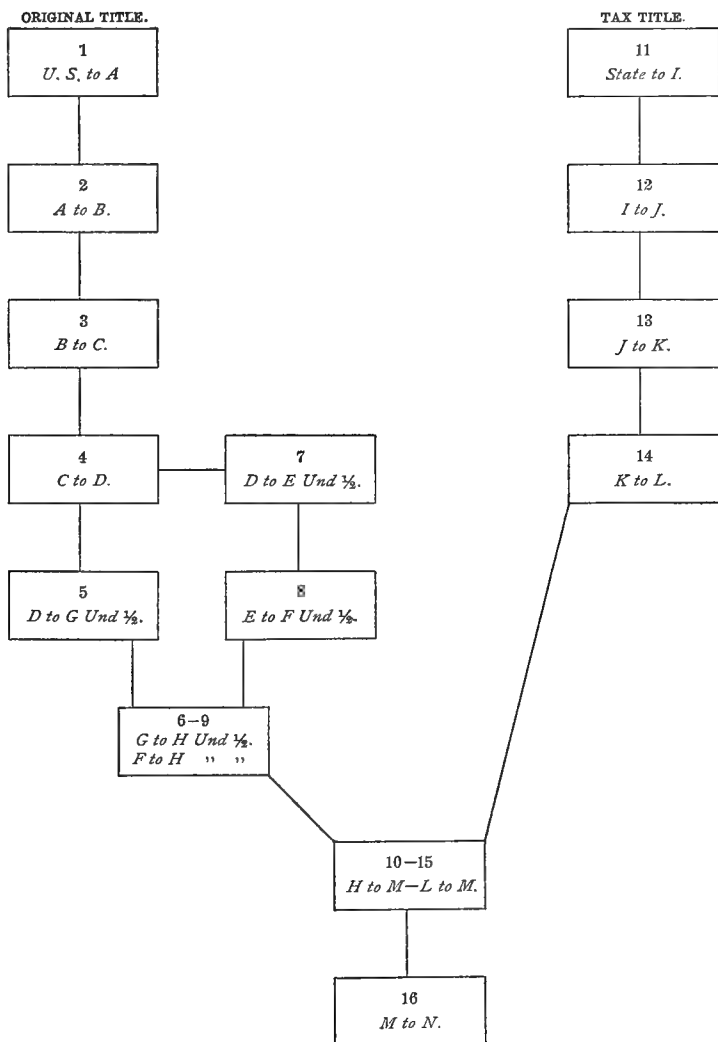 ORIGINAL TITLE.
TAX TITLE.
1
U. S. to A
11
State to I.
2
A to B.
12
I to J.
3
B to C.
13
J to K.
4
C to D.
7
D to E Und ½.
14
K to L.
5
D to G Und ½.
8
E to F Und ½.
6–9
G to H Und ½.
F to H " "
10–15
H to M–L to M.
16
M to N.